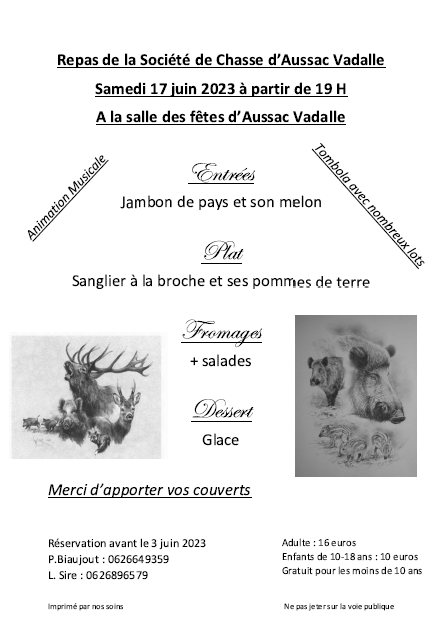 Repas de la Société de Chasse d'Aussac Vadalle
Samedi 17 juin 2023 à partir de 19 H
A la salle des fêtes d'Aussac Vadalle
Animation Musicale
Tombola avec nombreux lots
Entrées
Jambon de pays et son melon
Plat
Sanglier à la broche et ses pommes de terre
Fromages
+ salades
Dessert
Glace
Merci d'apporter vos couverts
Réservation avant le 3 juin 2023
P.Biaujout : 0626649359
L. Sire : 0626896579
Adulte : 16 euros
Enfants de 10-18 ans : 10 euros
Gratuit pour les moins de 10 ans
Imprimé par nos soins
Ne pas jeter sur la voie publique